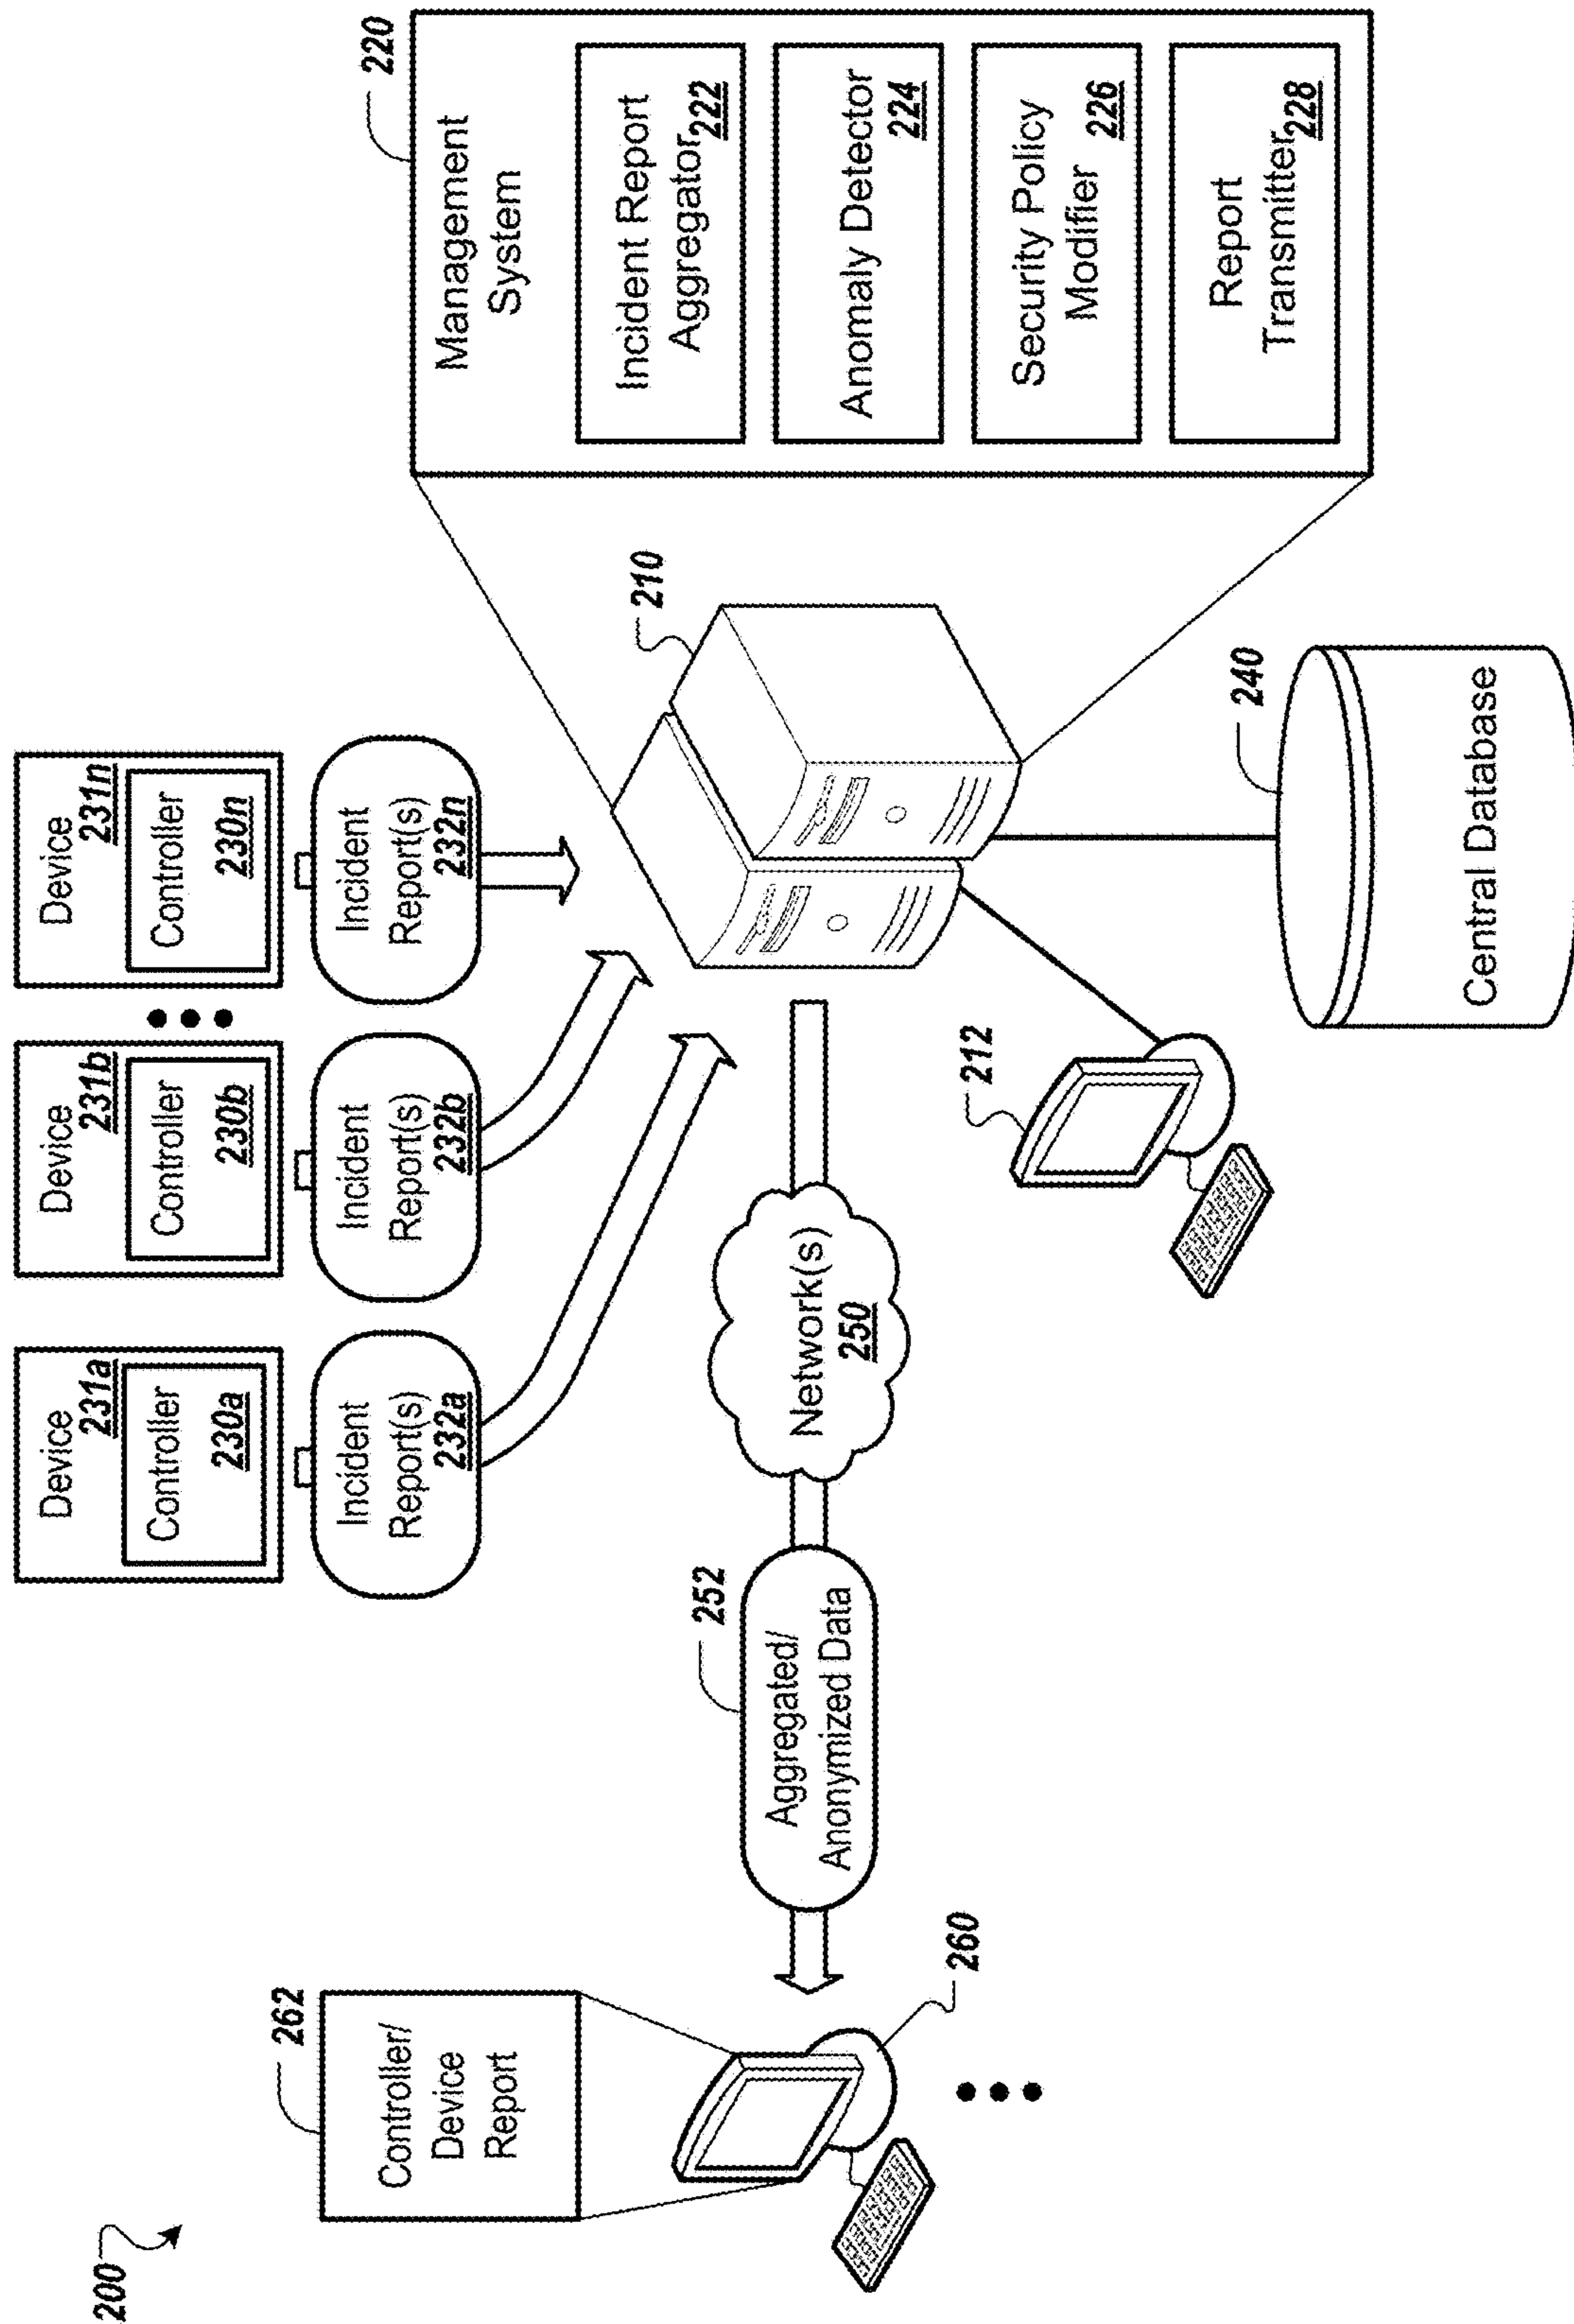 200
262
Controller/
Device
Report
260
252
Aggregated/
Anonymized Data
Network(s)
250
Device
231a
Controller
230a
Incident
Report(s)
232a
Device
231b
Controller
230b
Incident
Report(s)
232b
Device
231n
Controller
230n
Incident
Report(s)
232n
210
212
240
Central Database
220
Management
System
Incident Report
Aggregator 222
Anomaly Detector
224
Security Policy
Modifier 226
Report
Transmitter 228